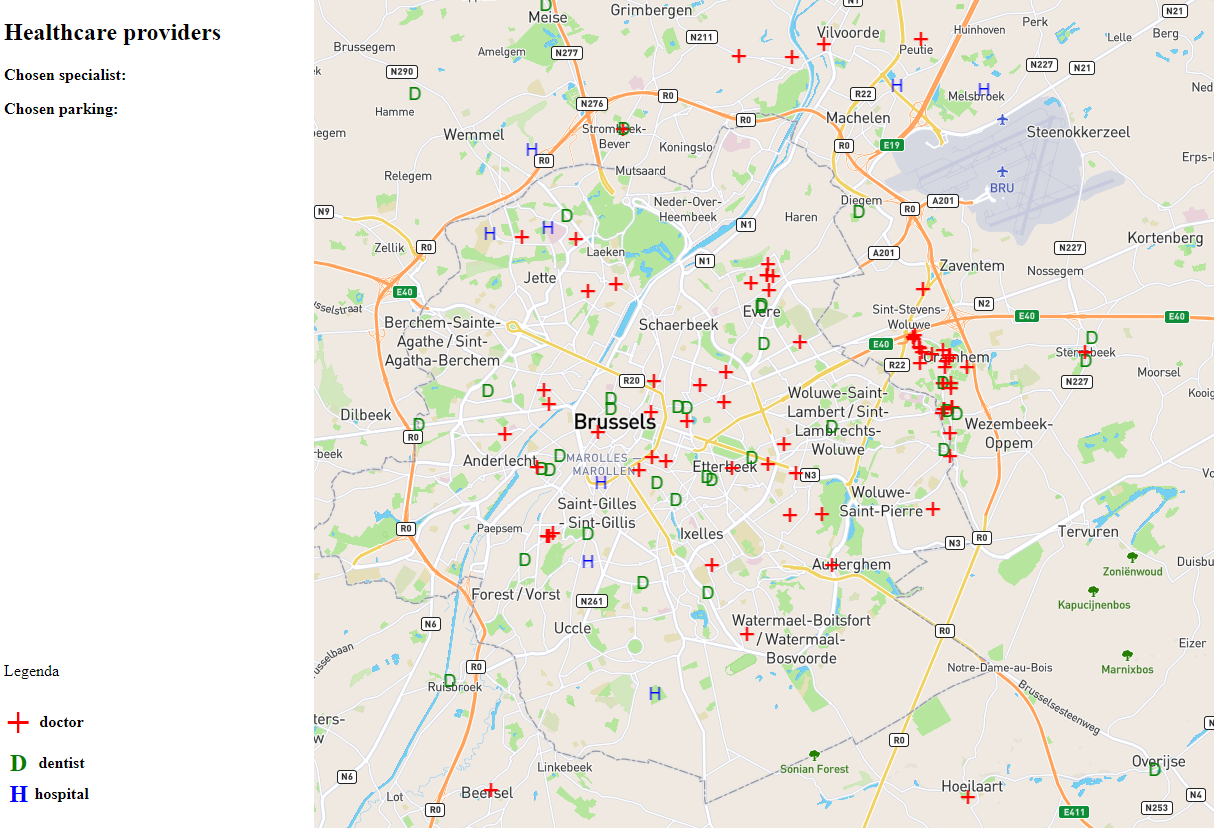 Healthcare providers
Chosen specialist:
Chosen parking:
Legenda
doctor
D dentist
H hospital
Meise
Grimbergen
N1
N21
Brussegem
Amelgem
N277
N211
Vilvoorde
Peutie
Huinhoven
Perk
Lelle
Berg
N290
Hamme
N276
R0
R22
N227
N21
Melsbroek
Wemmel
Strombeek-
Bever
Koningslo
R0
Machelen
Steenokkerzeel
R0
R0
E19
Relegem
Mutsaard
BRU
N9
Neder-Over-
Heembeek
N1
Haren
Diegem
R0
A201
Zellik
R0
Laeken
N1
A201
N227
Kortenberg
Jette
Zaventem
Nossegem
E40
Evere
Sint-Stevens-
Woluwe
N2
E40
E40
Berchem-Sainte-
Agathe / Sint-
Agatha-Berchem
Schaerbeek
E40
R22
N227
Moorsel
R20
Dilbeek
R0
Brussels
Woluwe-Saint-
Lambert / Sint-
Lambrechts-
Woluwe
Wezembeek-
Oppem
Anderlecht
MAROLLES -
MAROLLEN
Etterbeek
N3
Saint-Gilles
- Sint-Gillis
Woluwe-
Saint-Pierre
R0
Paepsem
Ixelles
N3
R0
Tervuren
Auderghem
Zoniënwoud
Forest / Vorst
N261
Kapucijnenbos
N6
Uccle
Watermael-Boitsfort
/ Watermaal-
Bosvoorde
R0
Eizer
R0
Ruisbroek
Notre-Dame-au-Bois
Marnixbos
Brusselsesteenweg
R0
N6
Linkebeek
Sonian Forest
Overijse
Lot
Beersel
R0
Hoeilaart
N4
E411
N253